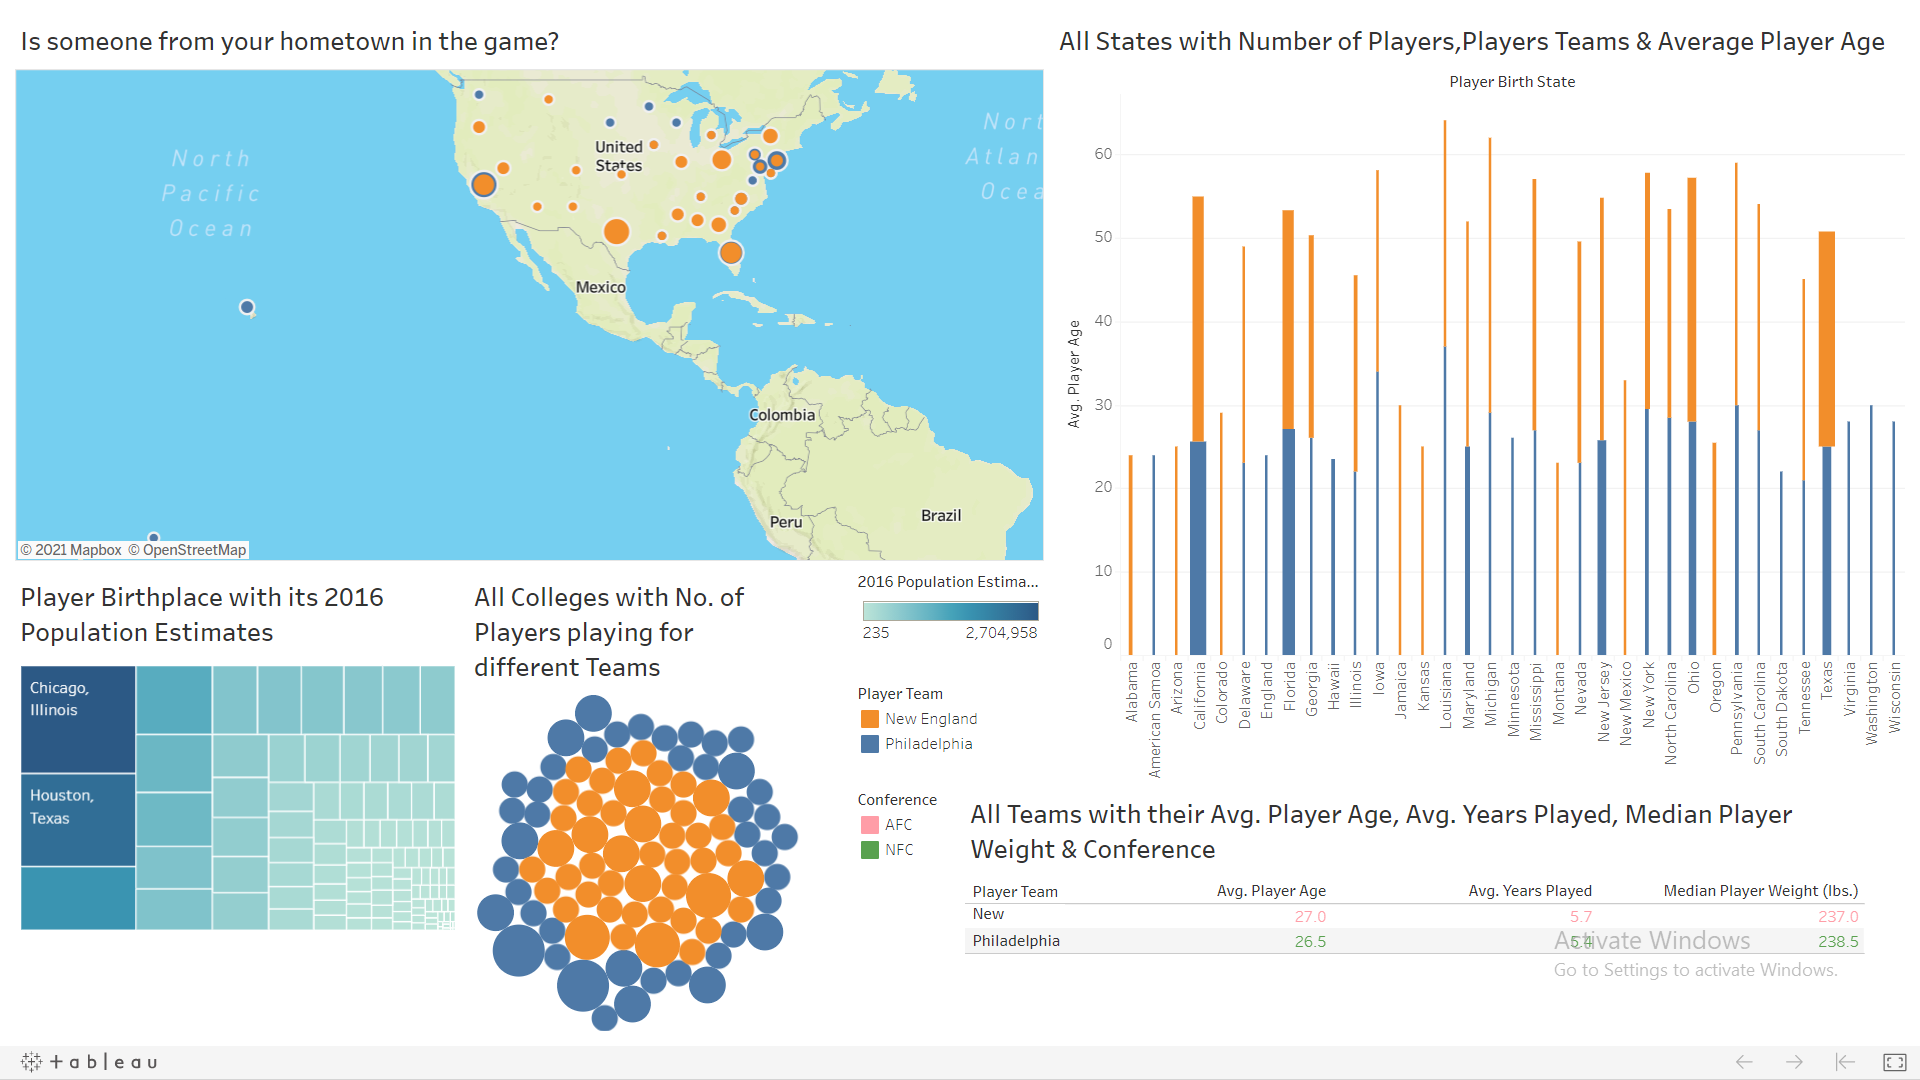 Is someone from your hometown in the game?
All States with Number of Players,Players Teams & Average Player Age
Player Birth State
North
Pacific
Ocean
Nort
Atlan
Ocea
United
States
Mexico
Colombia
Peru
Brazil
© 2021 Mapbox © OpenStreetMap
Avg. Player Age
60
50
40
30
20
10
0
Alabama
American Samoa
Arizona
California
Colorado
Delaware
England
Florida
Georgia
Hawaii
Illinois
Iowa
Jamaica
Kansas
Louisiana
Maryland
Michigan
Minnesota
Mississippi
Montana
Nevada
New Jersey
New Mexico
New York
North Carolina
Ohio
Oregon
Pennsylvania
South Carolina
South Dakota
Tennessee
Texas
Virginia
Washington
Wisconsin
Player Birthplace with its 2016
Population Estimates
Chicago,
Illinois
Houston,
Texas
All Colleges with No. of
Players playing for
different Teams
2016 Population Estima...
235 2,704,958
Player Team
New England
Philadelphia
Conference
AFC
NFC
All Teams with their Avg. Player Age, Avg. Years Played, Median Player
Weight & Conference
Player Team Avg. Player Age Avg. Years Played Median Player Weight (lbs.)
New 27.0 5.7 237.0
Philadelphia 26.5 5.4 238.5
Activate Windows
Go to Settings to activate Windows.
+ableau